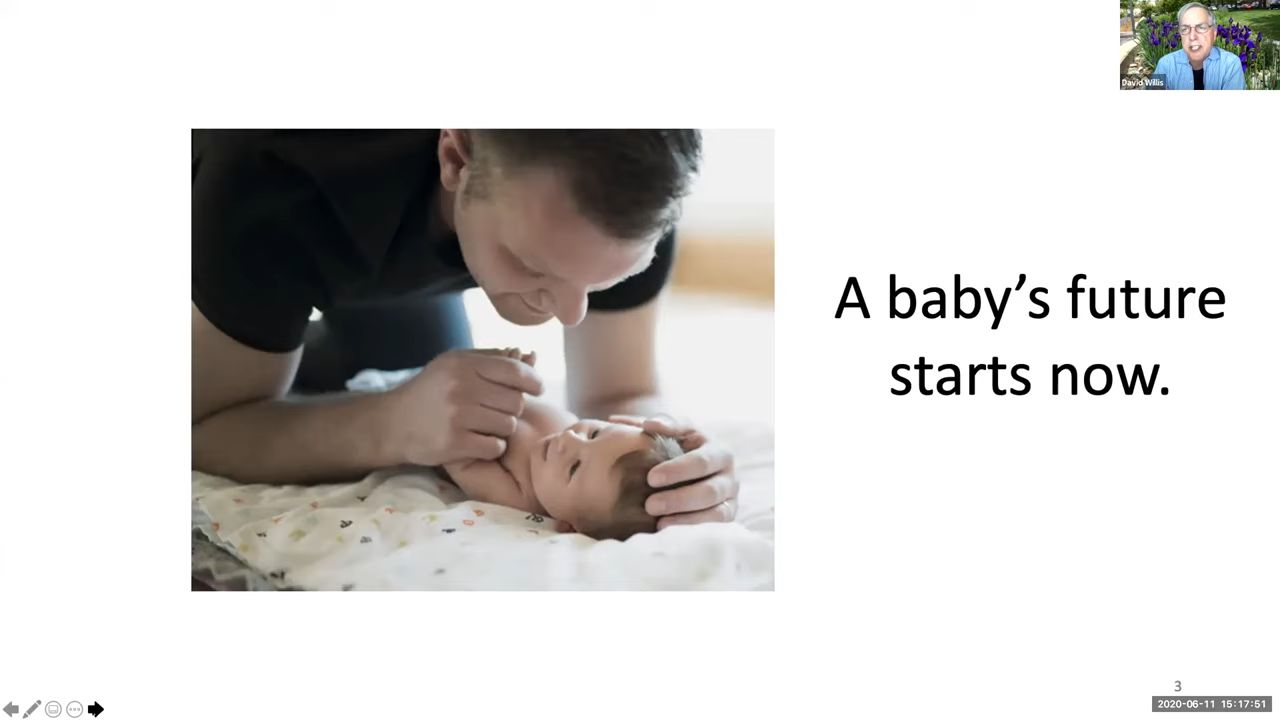 David Willis
A baby’s future
starts now.
3
2020-06-11 15:17:51